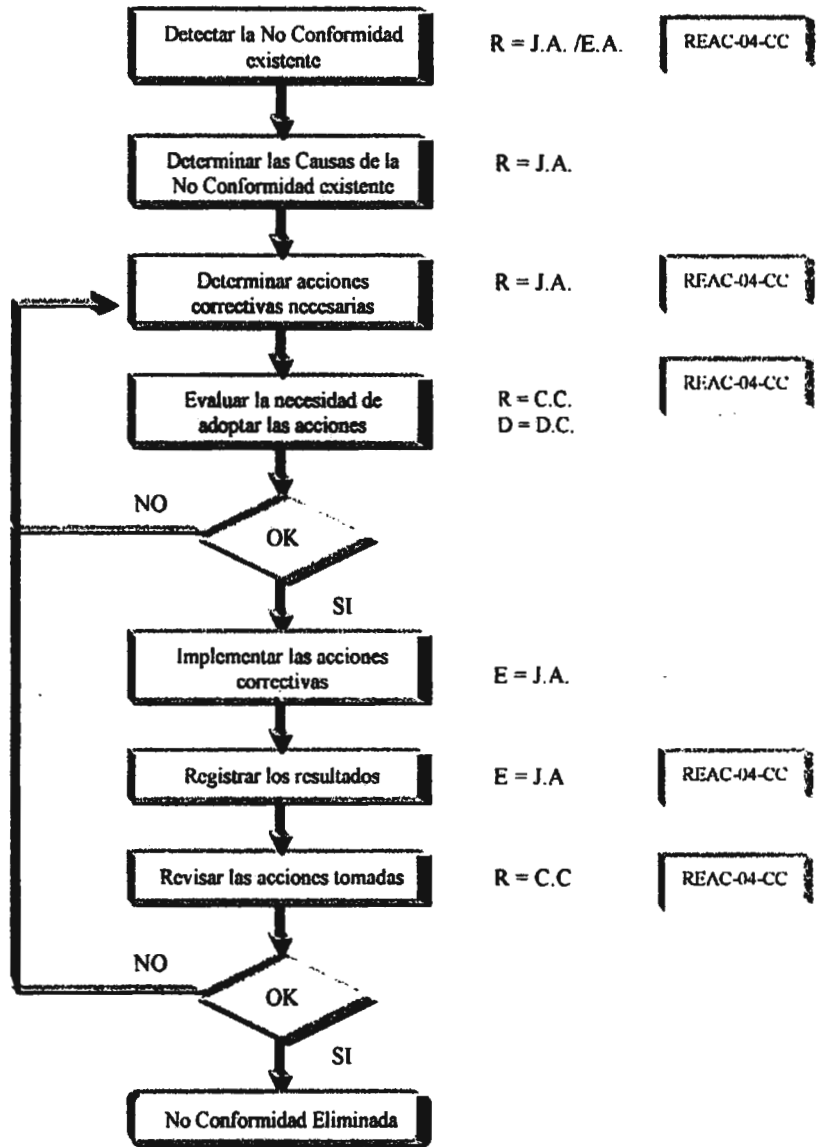 Detectar la No Conformidad
existente
R = J.A. /E.A.
REAC-04-CC
Determinar las Causas de la
No Conformidad existente
R = J.A.
Determinar acciones
correctivas necesarias
R = J.A.
REAC-04-CC
Evaluar la necesidad de
adoptar las acciones
R = C.C.
D = D.C.
REAC-04-CC
NO
OK
SI
Implementar las acciones
correctivas
E = J.A.
Registrar los resultados
E = J.A
REAC-04-CC
Revisar las acciones tomadas
R = C.C
REAC-04-CC
NO
OK
SI
No Conformidad Eliminada